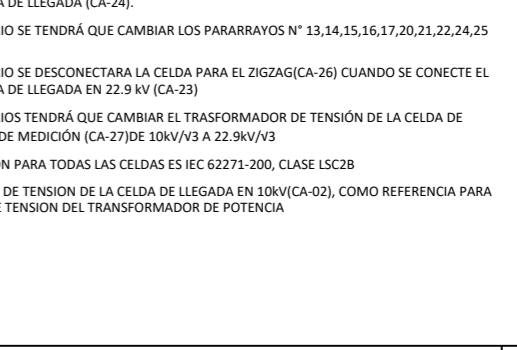 DE LLEGADA (CA-24).
SE TENDRÁ QUE CAMBIAR LOS PARARRAYOS N° 13,14,15,16,17,20,21,22,24,25
SE DESCONECTARA LA CELDA PARA EL ZIGZAG(CA-26) CUANDO SE CONECTE EL
DE LLEGADA EN 22.9 kV (CA-23)
TENDRÁ QUE CAMBIAR EL TRASFORMADOR DE TENSIÓN DE LA CELDA DE
DE MEDICIÓN (CA-27)DE 10kV/√3 A 22.9kV/√3
PARA TODAS LAS CELDAS ES IEC 62271-200, CLASE LSC2B
DE TENSION DE LA CELDA DE LLEGADA EN 10kV(CA-02), COMO REFERENCIA PARA
TENSION DEL TRANSFORMADOR DE POTENCIA